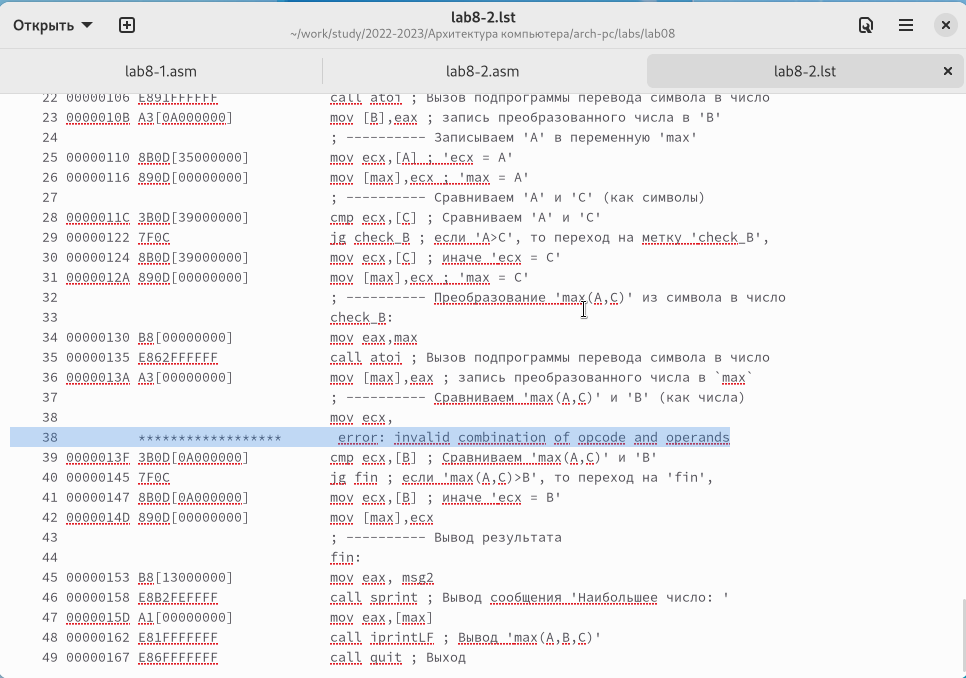 Открыть
lab8-2.lst
~/work/study/2022-2023/Архитектура компьютера/arch-pc/labs/lab08
lab8-1.asm
lab8-2.asm
lab8-2.lst
22 00000106 E891FFFFFF call atoi ; Вызов подпрограммы перевода символа в число
23 0000010B A3[0A000000] mov [B],eax ; запись преобразованного числа в 'B'
24 ; ---------- Записываем 'A' в переменную 'max'
25 00000110 8B0D[35000000] mov ecx,[A] ; 'ecx = A'
26 00000116 890D[00000000] mov [max],ecx ; 'max = A'
27 ; ---------- Сравниваем 'A' и 'С' (как символы)
28 0000011C 3B0D[39000000] cmp ecx,[C] ; Сравниваем 'A' и 'С'
29 00000122 7F0C jg check_B ; если 'A>C', то переход на метку 'check_B',
30 00000124 8B0D[39000000] mov ecx,[C] ; иначе 'ecx = C'
31 0000012A 890D[00000000] mov [max],ecx ; 'max = C'
32 ; ---------- Преобразование 'max(A,C)' из символа в число
33 check_B:
34 00000130 B8[00000000] mov eax,max
35 00000135 E862FFFFFF call atoi ; Вызов подпрограммы перевода символа в число
36 0000013A A3[00000000] mov [max],eax ; запись преобразованного числа в `max`
37 ; ---------- Сравниваем 'max(A,C)' и 'B' (как числа)
38 mov ecx,
38 ****************** error: invalid combination of opcode and operands
39 0000013F 3B0D[0A000000] cmp ecx,[B] ; Сравниваем 'max(A,C)' и 'B'
40 00000145 7F0C jg fin ; если 'max(A,C)>B', то переход на 'fin',
41 00000147 8B0D[0A000000] mov ecx,[B] ; иначе 'ecx = B'
42 0000014D 890D[00000000] mov [max],ecx
43 ; ---------- Вывод результата
44 fin:
45 00000153 B8[13000000] mov eax, msg2
46 00000158 E8B2FEFFFF call sprint ; Вывод сообщения 'Наибольшее число: '
47 0000015D A1[00000000] mov eax,[max]
48 00000162 E81FFFFFFF call iprintLF ; Вывод 'max(A,B,C)'
49 00000167 E86FFFFFFF call quit ; Выход